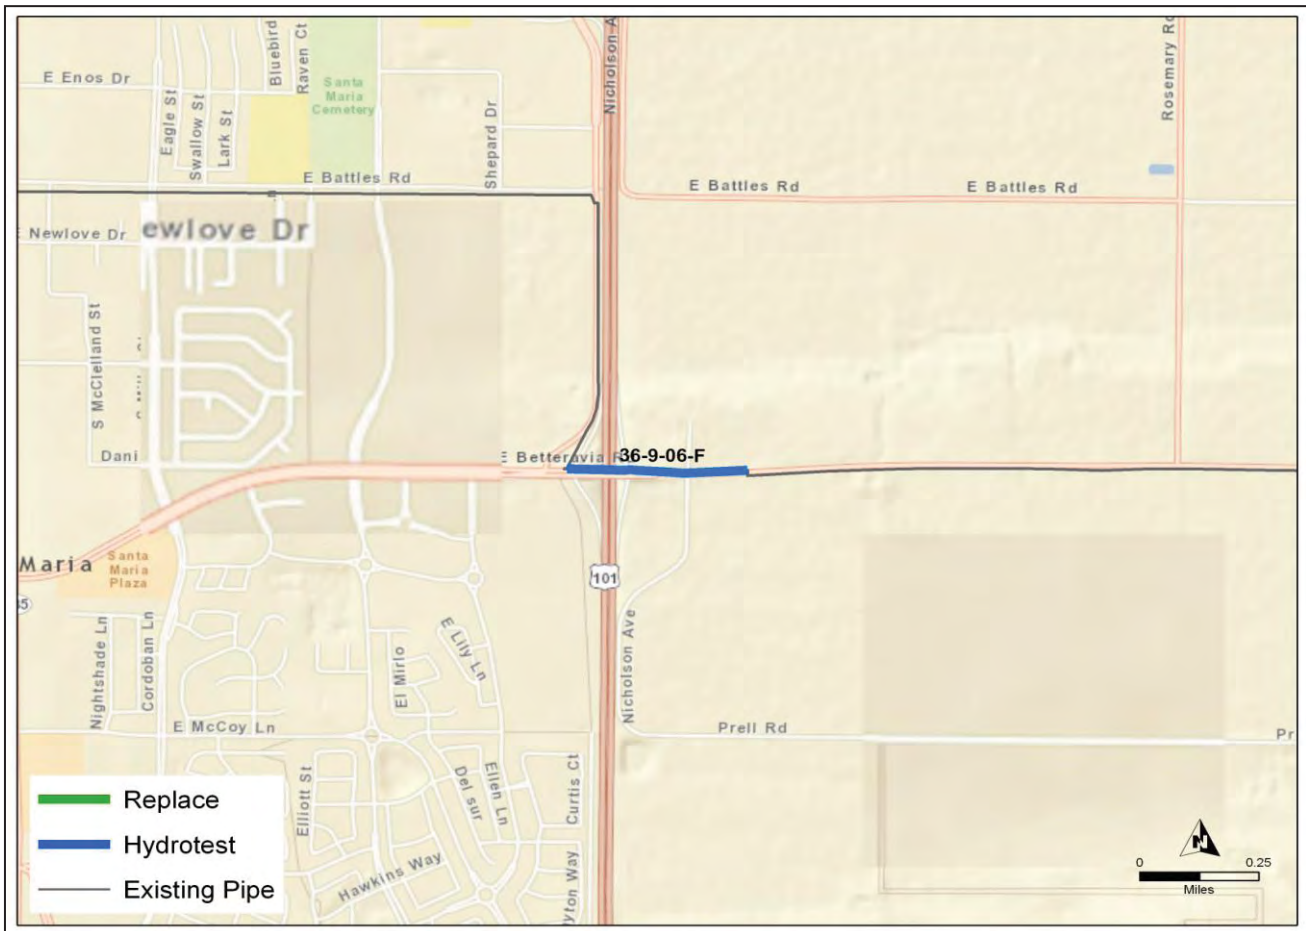 Nicholson A
Rosemary Rd
Bluebird
Raven Ct
E Enos Dr
Santa
Maria
Cemetery
Eagle St
Swallow St
Lark St
Shepard Dr
E Battles Rd
E Battles Rd
E Battles Rd
E Newlove Dr
ewlove Dr
S McClelland St
Dani
E Betteravia R
36-9-06-F
Maria
Santa
Maria
Plaza
101
Nightshade Ln
Cordoban Ln
E Lily Ln
El Mirlo
Nicholson Ave
E McCoy Ln
Prell Rd
Pr
Elliott St
Del sur
Ellen Ln
Curtis Ct
Hawkins Way
yton Way
Replace
Hydrotest
Existing Pipe
N
0 0.25
Miles